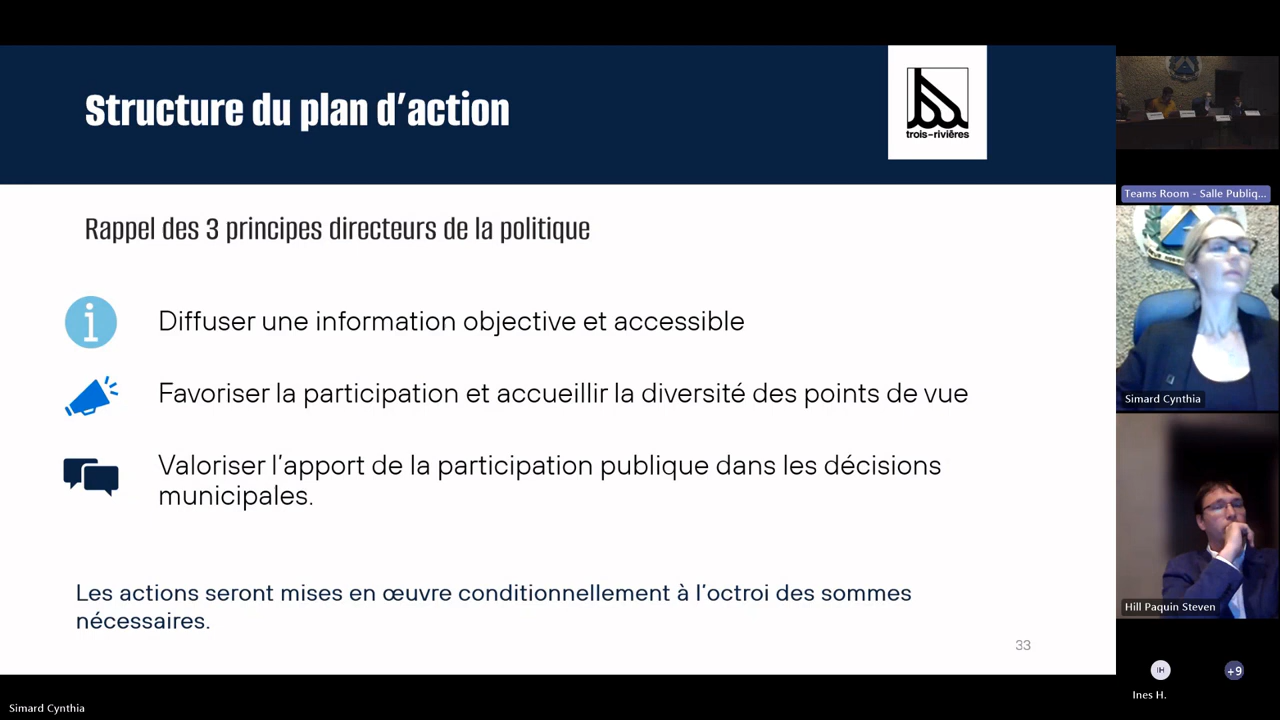 Structure du plan d'action
trois-rivières
Rappel des 3 principes directeurs de la politique
Diffuser une information objective et accessible
Favoriser la participation et accueillir la diversité des points de vue
Valoriser l'apport de la participation publique dans les décisions
municipales.
Les actions seront mises en œuvre conditionnellement à l'octroi des sommes
nécessaires.
33
Teams Room - Salle Publiq...
Simard Cynthia
Hill Paquin Steven
IH
+9
Ines H.
Simard Cynthia